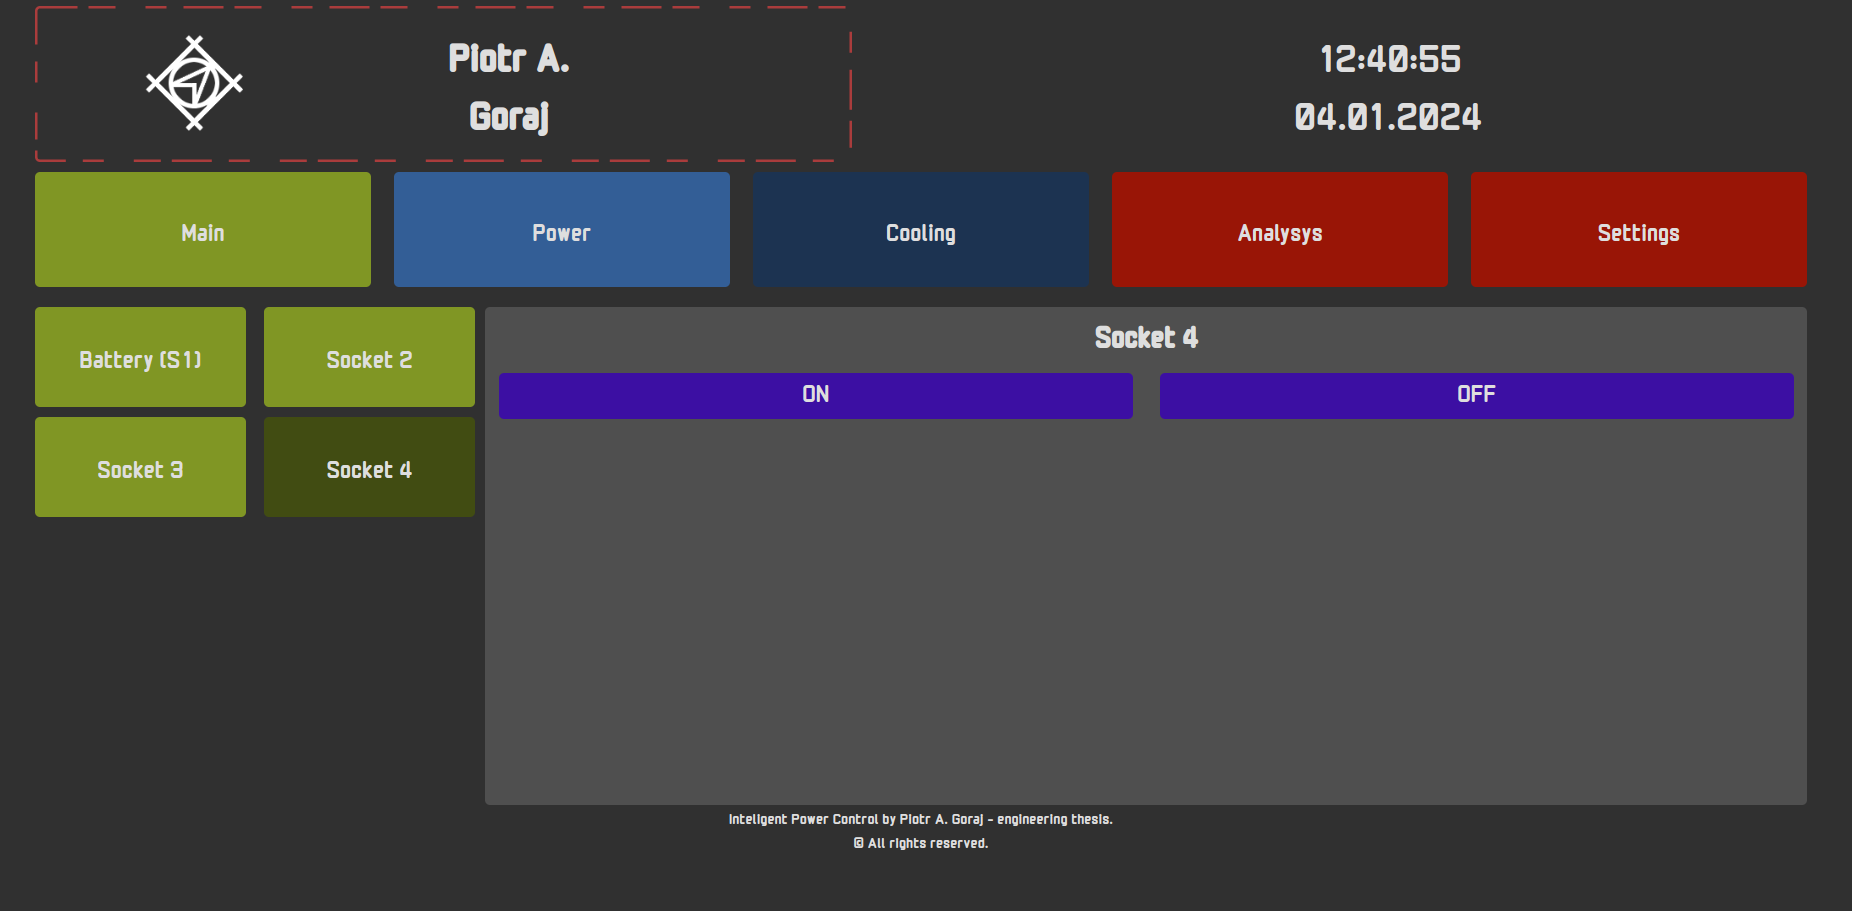 Piotr A.
Goraj
12:40:55
04.01.2024
Main
Power
Cooling
Analysys
Settings
Battery (S1)
Socket 2
Socket 3
Socket 4
Socket 4
ON
OFF
Inteligent Power Control by Piotr A. Goraj - engineering thesis.
© All rights reserved.